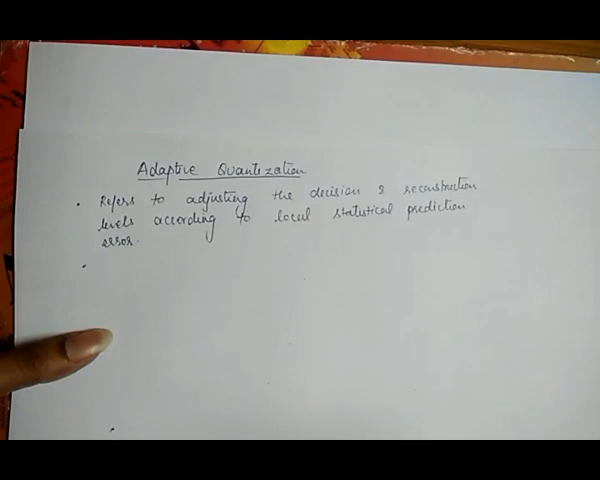 Adaptive Quantization
• Refers to adjusting the decision & reconstruction
levels according to local statistical prediction
error.
•